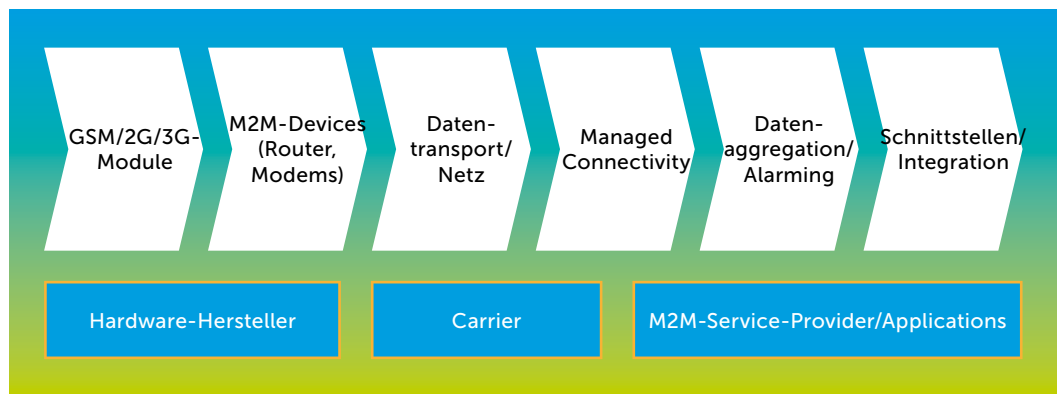 GSM/2G/3G-
Module
M2M-Devices
(Router,
Modems)
Daten-
transport/
Netz
Managed
Connectivity
Daten-
aggregation/
Alarming
Schnittstellen/
Integration
Hardware-Hersteller
Carrier
M2M-Service-Provider/Applications